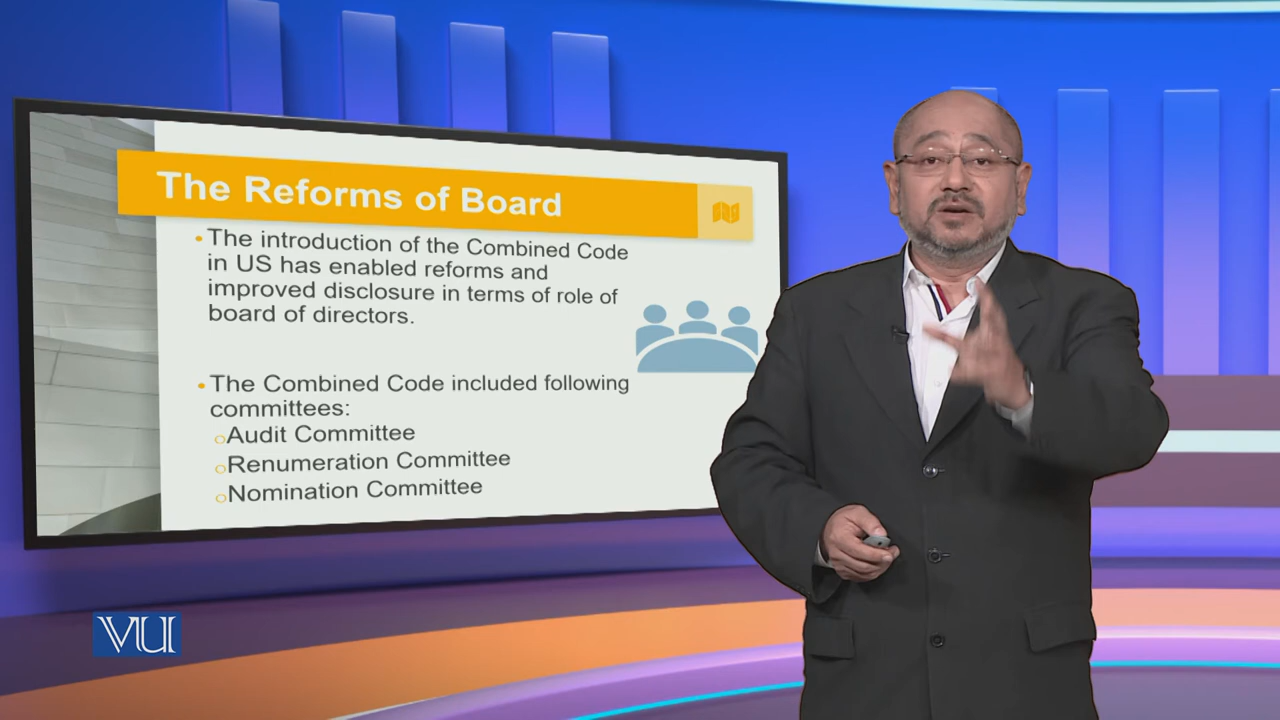 The Reforms of Board
• The introduction of the Combined Code
in US has enabled reforms and
improved disclosure in terms of role of
board of directors.
• The Combined Code included following
committees:
o Audit Committee
o Renumeration Committee
o Nomination Committee
VU